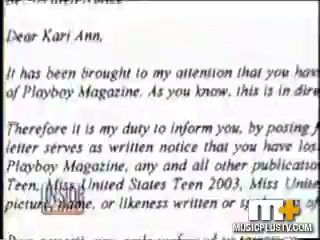 Dear Kari Ann,
It has been brought to my attention that you hav
of Playboy Magazine. As you know, this is in dire
Therefore it is my duty to inform you, by posting
letter serves as written notice that you have los
Playboy Magazine, any and all other publicatio
Teen, Miss United States Teen 2003, Miss Unite
picture, name, or likeness written or
INSIDE
m+
MUSICPLUSTV.COM